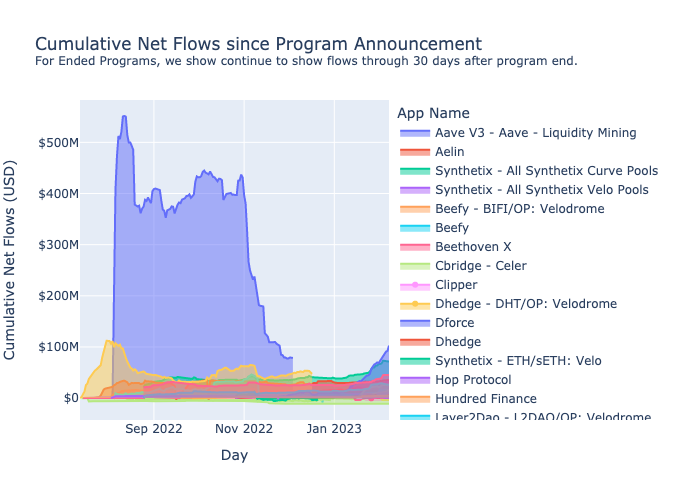 Cumulative Net Flows since Program Announcement
For Ended Programs, we show continue to show flows through 30 days after program end.
App Name
Aave V3 - Aave - Liquidity Mining
Aelin
Synthetix - All Synthetix Curve Pools
Synthetix - All Synthetix Velo Pools
Beefy - BIFI/OP: Velodrome
Beefy
Beethoven X
Cbridge - Celer
Clipper
Dhedge - DHT/OP: Velodrome
Dforce
Dhedge
Synthetix - ETH/sETH: Velo
Hop Protocol
Hundred Finance
Layer2Dao - L2DAO/OP: Velodrome
Cumulative Net Flows (USD)
$500M
$400M
$300M
$200M
$100M
$0
Sep 2022
Nov 2022
Jan 2023
Day